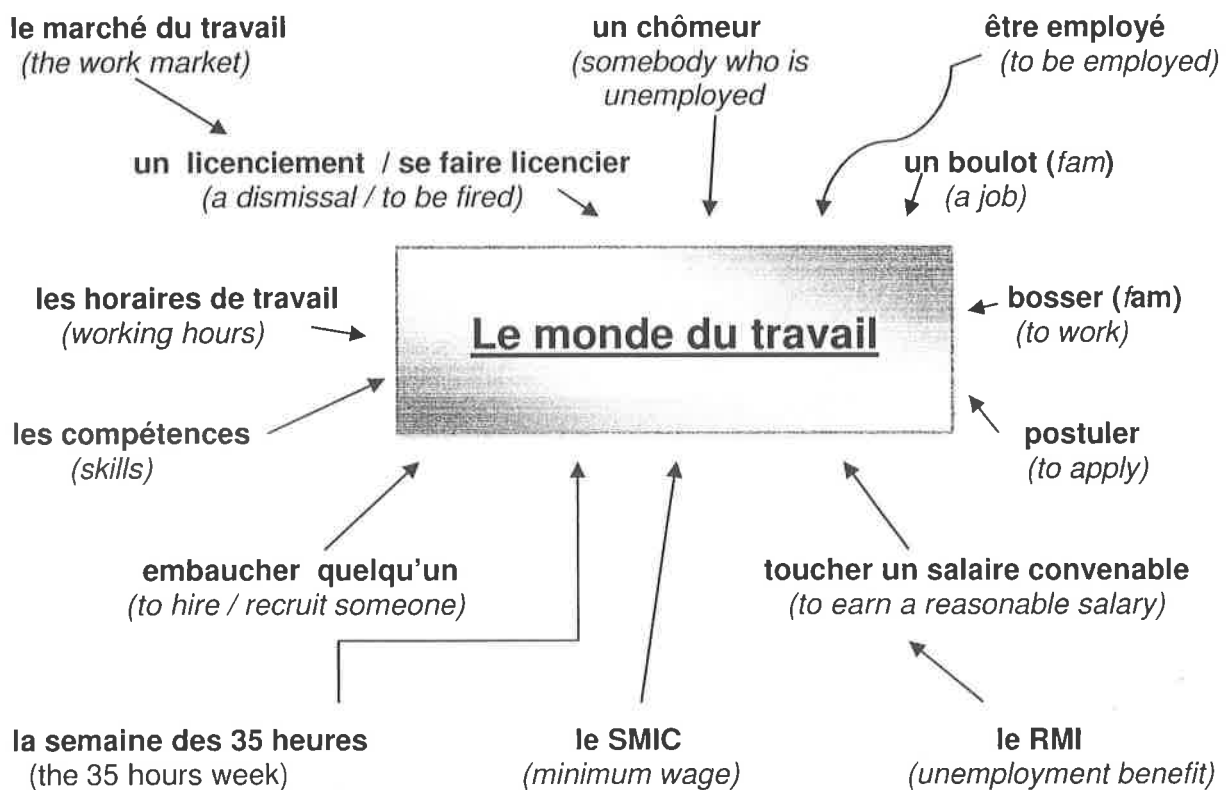 le marché du travail
(the work market)
un chômeur
(somebody who is
unemployed
être employé
(to be employed)
un licenciement / se faire licencier
(a dismissal / to be fired)
un boulot (fam)
(a job)
les horaires de travail
(working hours)
Le monde du travail
bosser (fam)
(to work)
les compétences
(skills)
postuler
(to apply)
embaucher quelqu'un
(to hire / recruit someone)
toucher un salaire convenable
(to earn a reasonable salary)
la semaine des 35 heures
(the 35 hours week)
le SMIC
(minimum wage)
le RMI
(unemployment benefit)